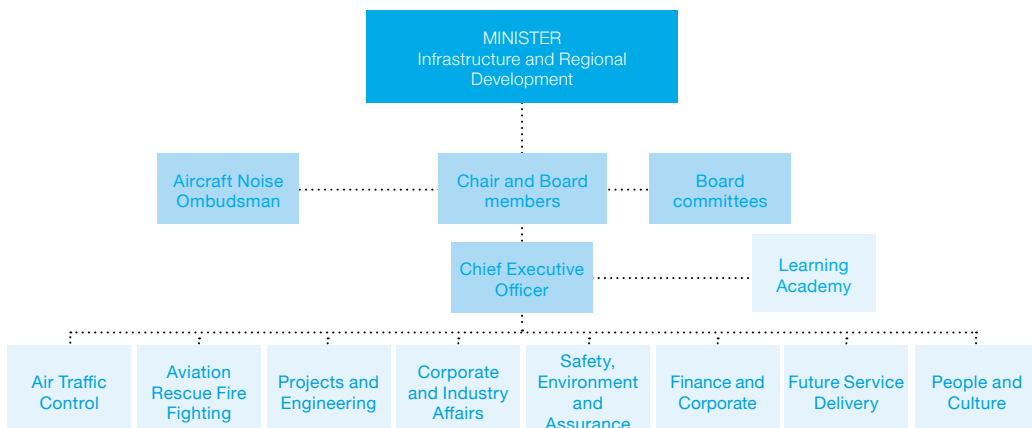 MINISTER
Infrastructure and Regional
Development
Aircraft Noise
Ombudsman
Chair and Board
members
Board
committees
Chief Executive
Officer
Learning
Academy
Air Traffic
Control
Aviation
Rescue Fire
Fighting
Projects and
Engineering
Corporate
and Industry
Affairs
Safety,
Environment
and
Assurance
Finance and
Corporate
Future Service
Delivery
People and
Culture